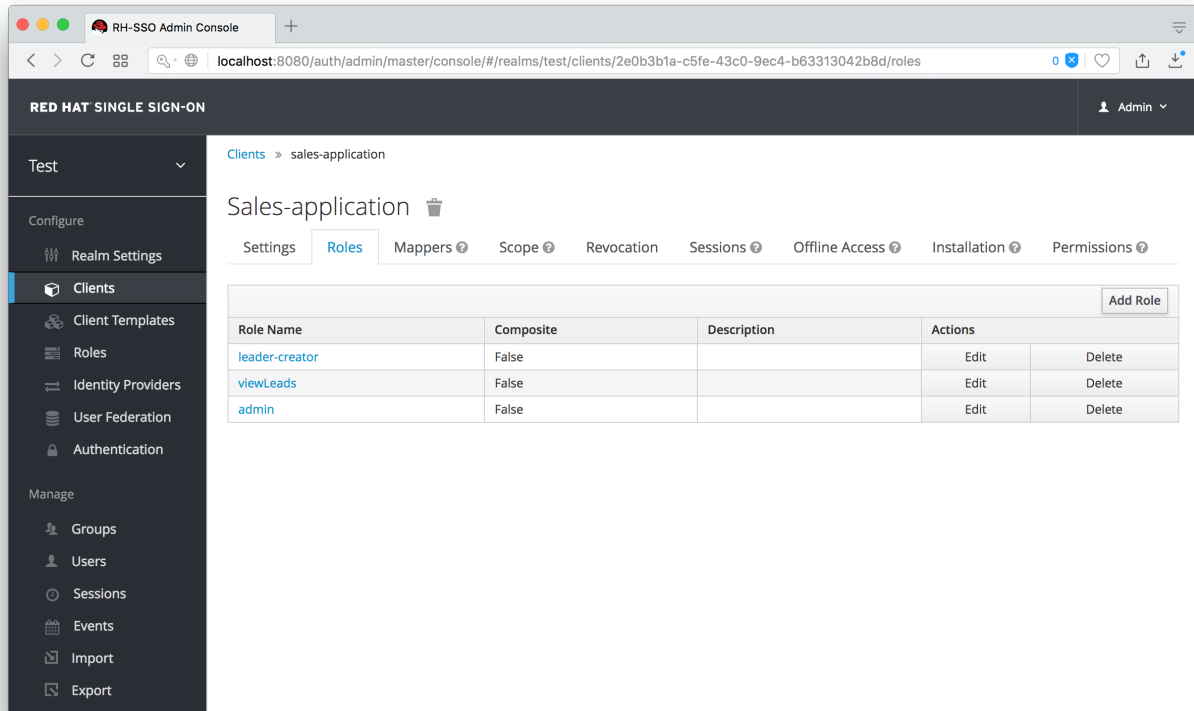 RH-SSO Admin Console
localhost:8080/auth/admin/master/console/#/realms/test/clients/2e0b3b1a-c5fe-43c0-9ec4-b63313042b8d/roles 0
RED HAT SINGLE SIGN-ON Admin
Test
Configure
Realm Settings
Clients
Client Templates
Roles
Identity Providers
User Federation
Authentication
Manage
Groups
Users
Sessions
Events
Import
Export
Clients » sales-application
Sales-application
Settings Roles Mappers Scope Revocation Sessions Offline Access Installation Permissions
Add Role
Role Name Composite Description Actions
leader-creator False Edit Delete
viewLeads False Edit Delete
admin False Edit Delete